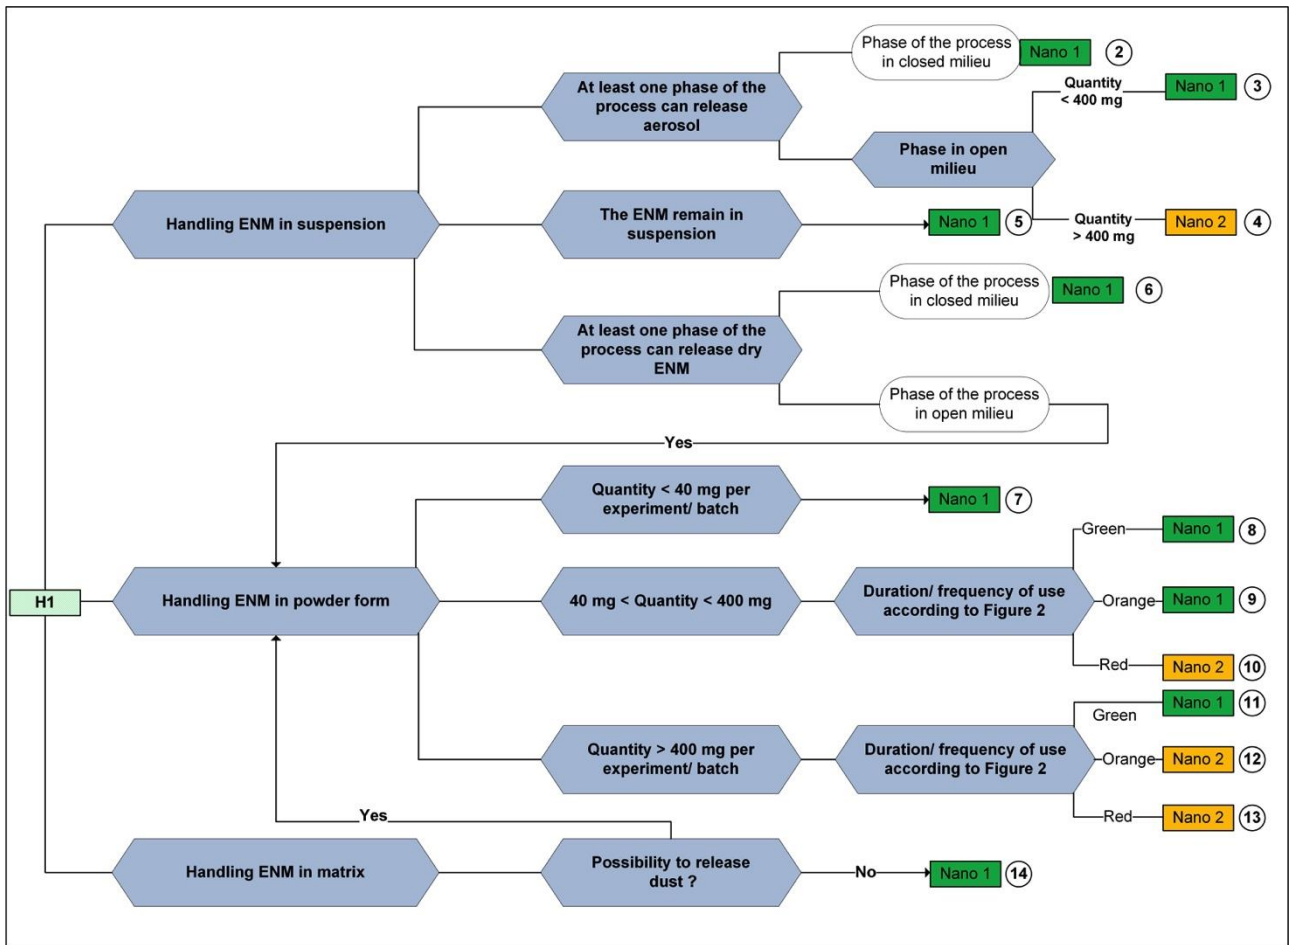 Phase of the process
in closed milieu
Nano 1
2
At least one phase of the
process can release
aerosol
Quantity
< 400 mg
Nano 1
3
Phase in open
milieu
Handling ENM in suspension
The ENM remain in
suspension
Nano 1
5
Quantity
> 400 mg
Nano 2
4
Phase of the process
in closed milieu
Nano 1
6
At least one phase of the
process can release dry
ENM
Phase of the process
in open milieu
Yes
Quantity < 40 mg per
experiment/ batch
Nano 1
7
Green
Nano 1
8
H1
Handling ENM in powder form
40 mg < Quantity < 400 mg
Duration/ frequency of use
according to Figure 2
Orange
Nano 1
9
Red
Nano 2
10
Green
Nano 1
11
Quantity > 400 mg per
experiment/ batch
Duration/ frequency of use
according to Figure 2
Orange
Nano 2
12
Red
Nano 2
13
Yes
Handling ENM in matrix
Possibility to release
dust ?
No
Nano 1
14